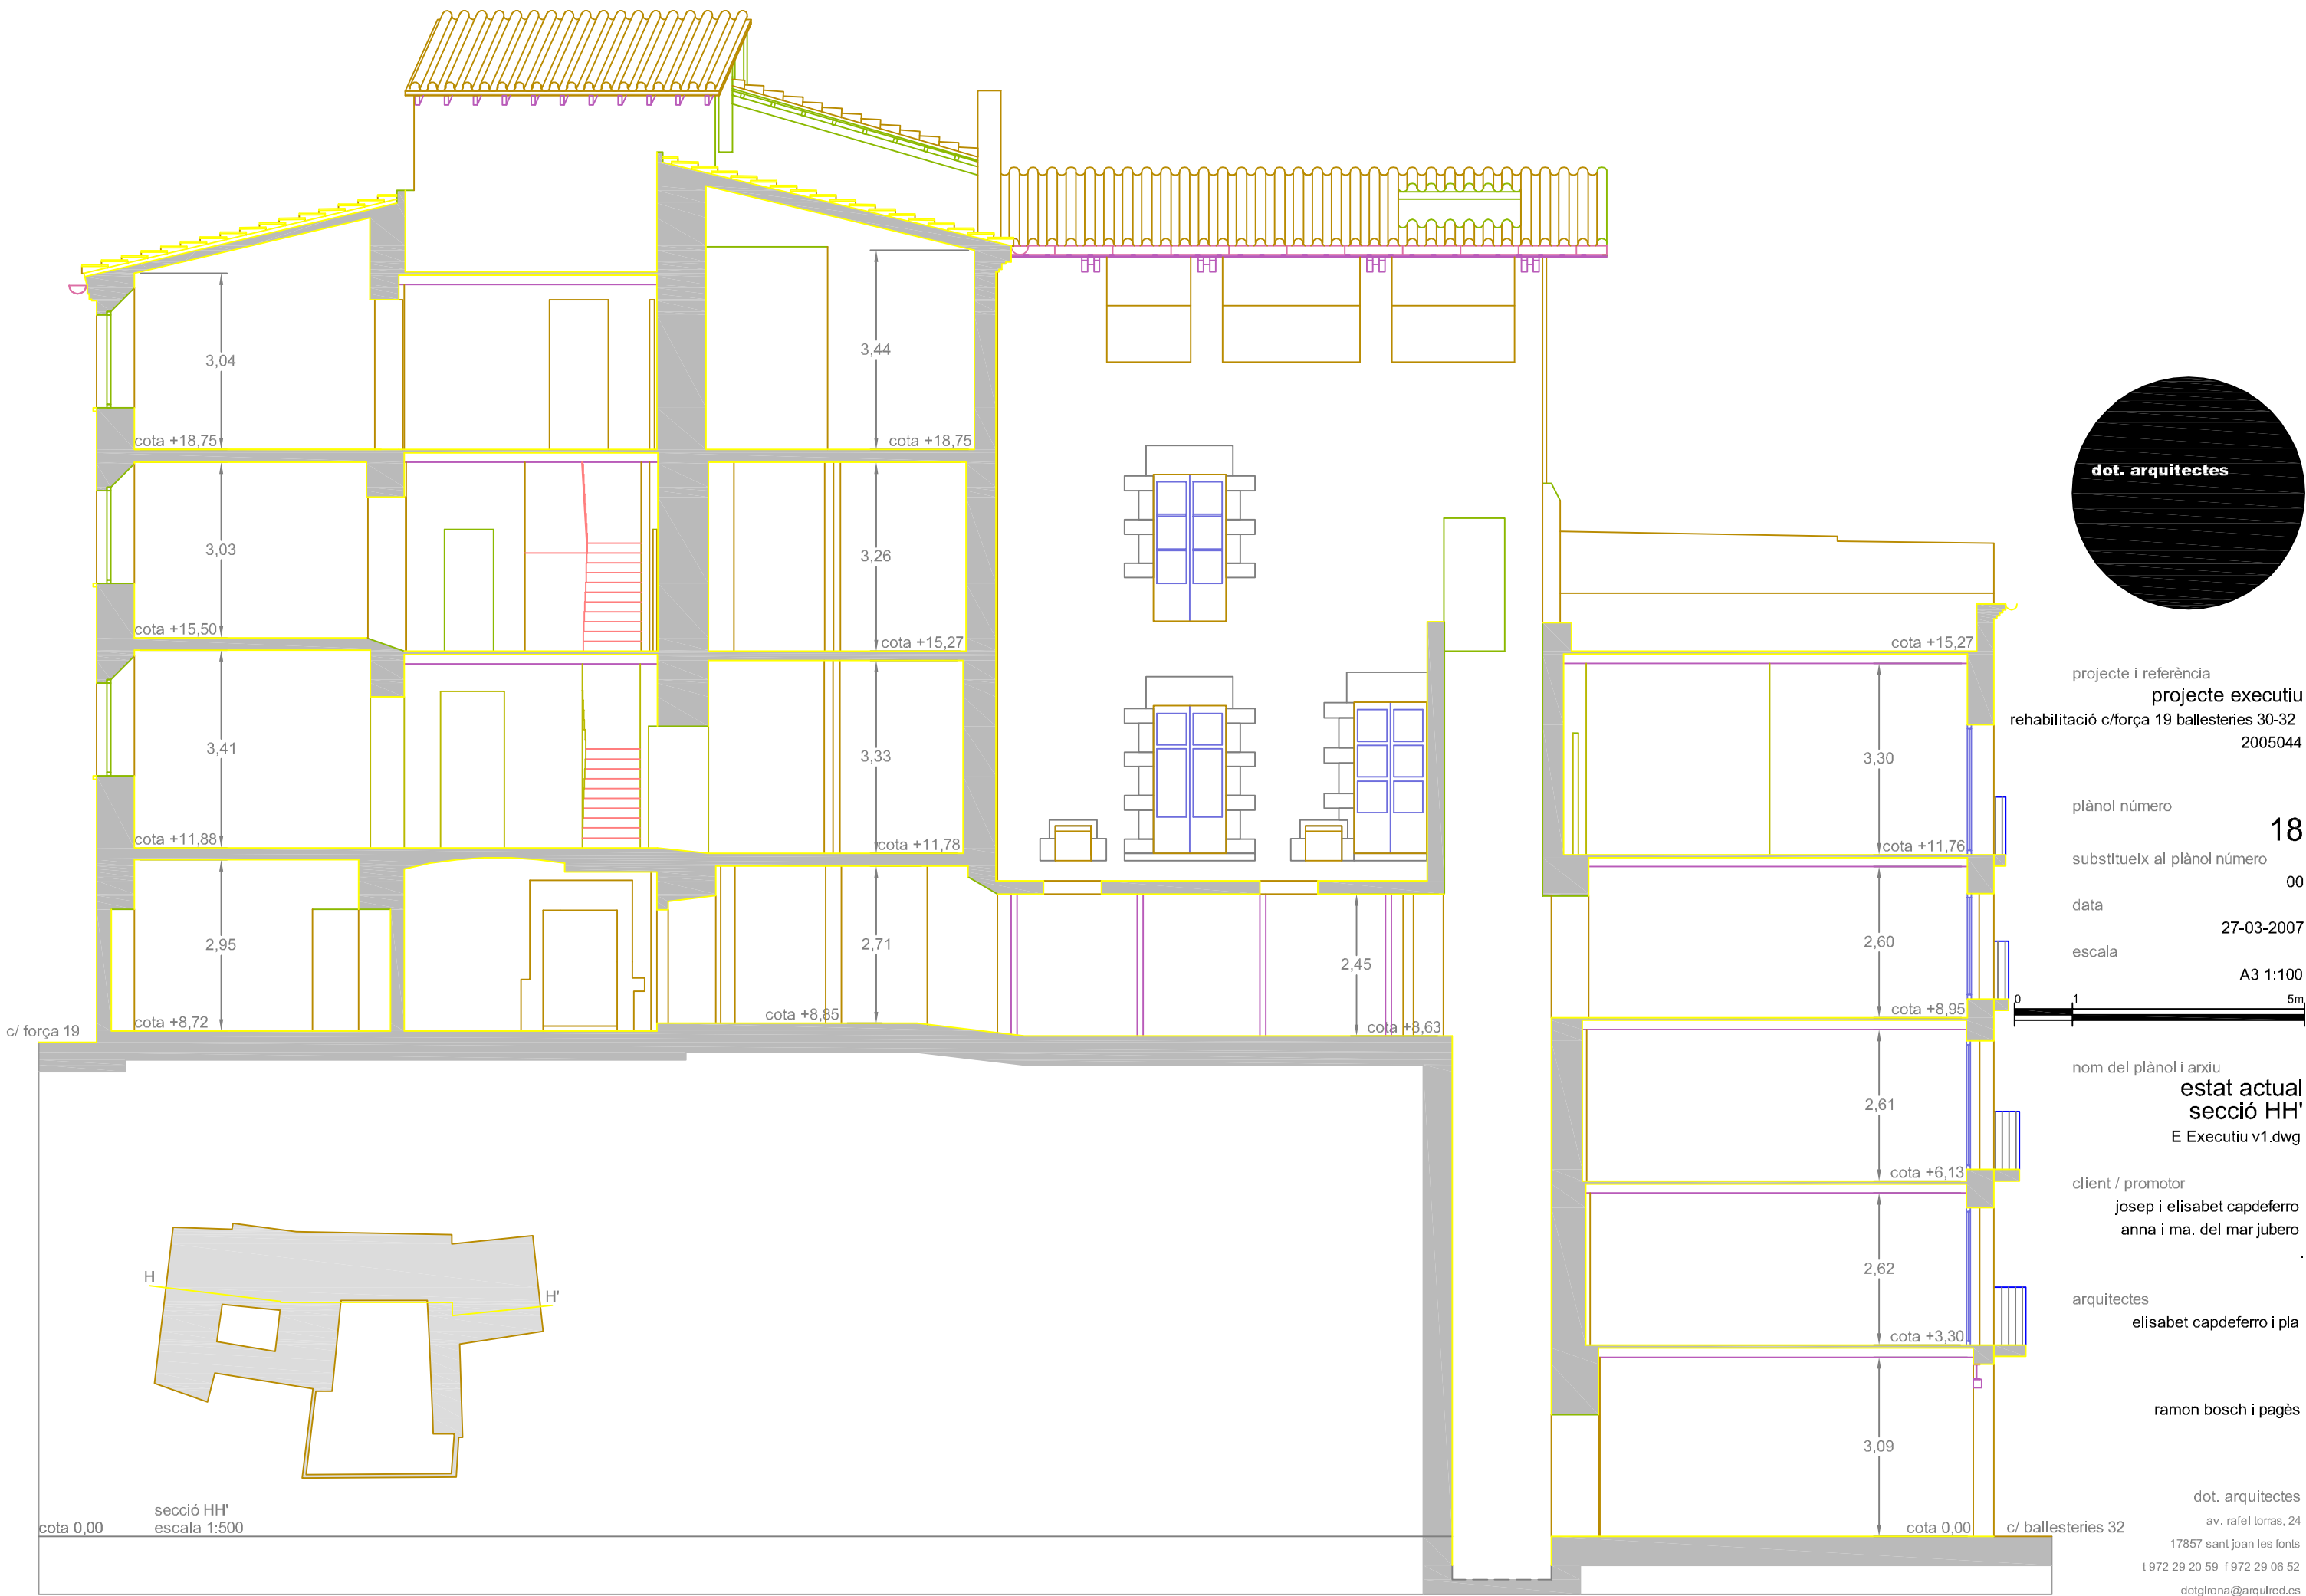 3,04
3,44
cota +18,75
cota +18,75
dot. arquitectes
3,03
3,26
cota +15,50
cota +15,27
cota +15,27
projecte i referència
projecte executiu
rehabilitació c/força 19 ballesteries 30-32
2005044
3,41
3,33
3,30
plànol número
18
cota +11,88
cota +11,78
cota +11,76
substitueix al plànol número
00
data
27-03-2007
2,95
2,71
2,45
2,60
escala
A3 1:100
0 1 5m
c/ força 19
cota +8,72
cota +8,85
cota +8,63
cota +8,95
nom del plànol i arxiu
estat actual
secció HH'
E Executiu v1.dwg
2,61
cota +6,13
client / promotor
josep i elisabet capdeferro
anna i ma. del mar jubero
.
H
H'
2,62
arquitectes
elisabet capdeferro i pla
cota +3,30
ramon bosch i pagès
3,09
secció HH'
escala 1:500
cota 0,00
cota 0,00
c/ ballesteries 32
dot. arquitectes
av. rafel torras, 24
17857 sant joan les fonts
t 972 29 20 59 f 972 29 06 52
dotgirona@arquired.es